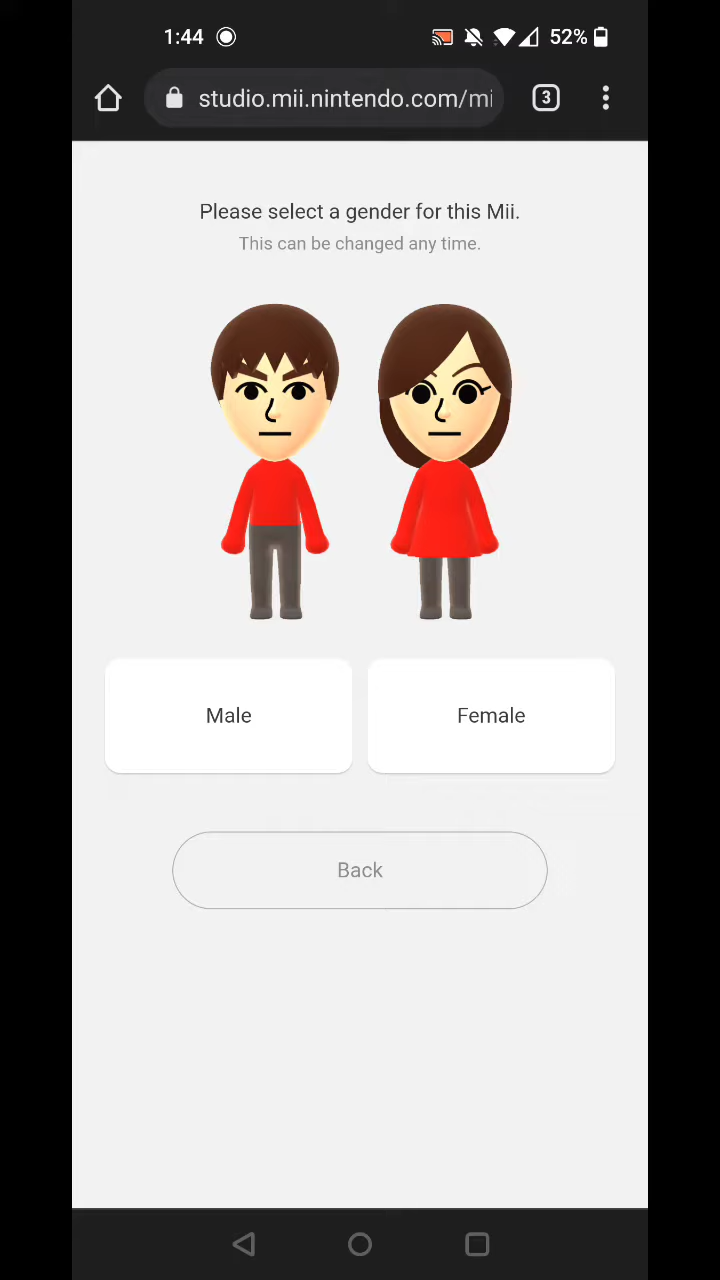 1:44
52%
studio.mii.nintendo.com/mi
3
Please select a gender for this Mii.
This can be changed any time.
Male
Female
Back